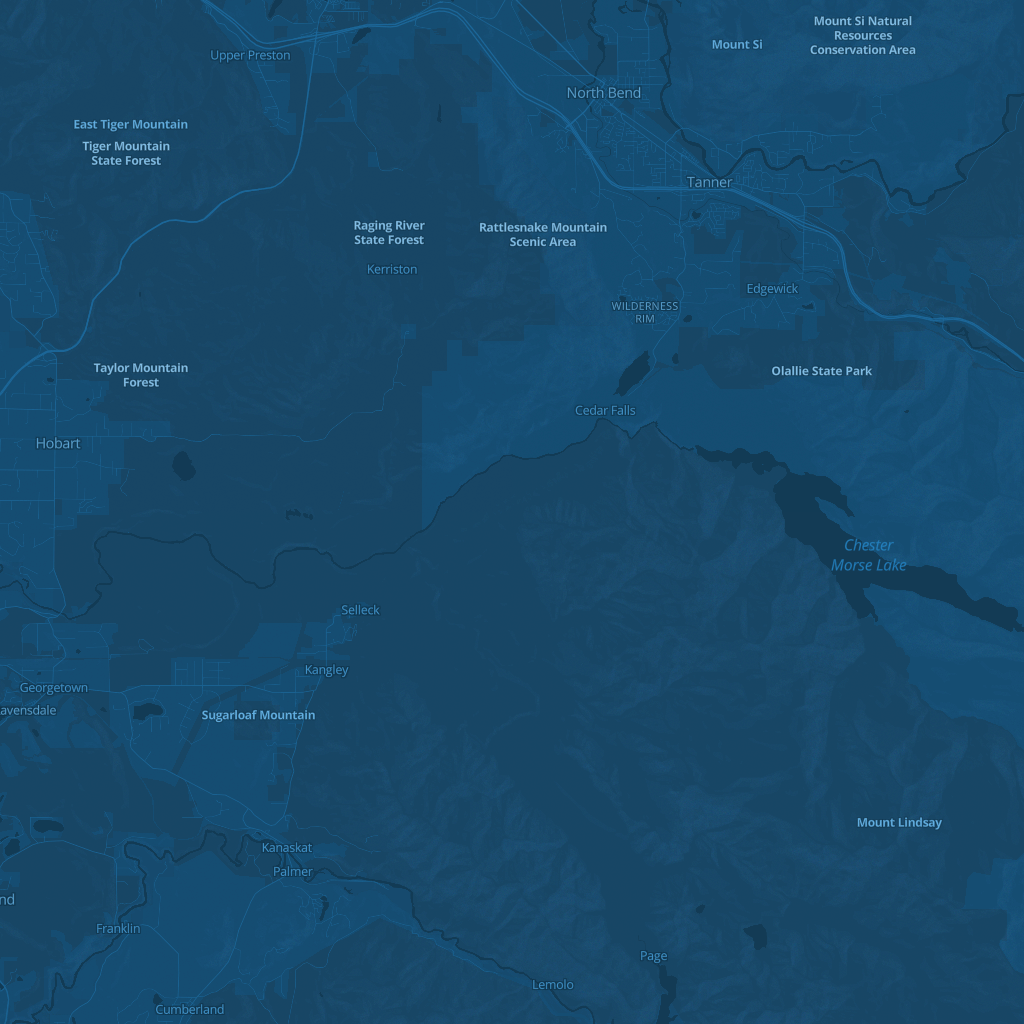 Mount Si Natural
Resources
Conservation Area
Mount Si
Upper Preston
North Bend
East Tiger Mountain
Tiger Mountain
State Forest
Tanner
Raging River
State Forest
Rattlesnake Mountain
Scenic Area
Kerriston
Edgewick
WILDERNESS
RIM
Taylor Mountain
Forest
Olallie State Park
Cedar Falls
Hobart
Chester
Morse Lake
Selleck
Kangley
Georgetown
avensdale
Sugarloaf Mountain
Mount Lindsay
Kanaskat
Palmer
nd
Franklin
Page
Lemolo
Cumberland